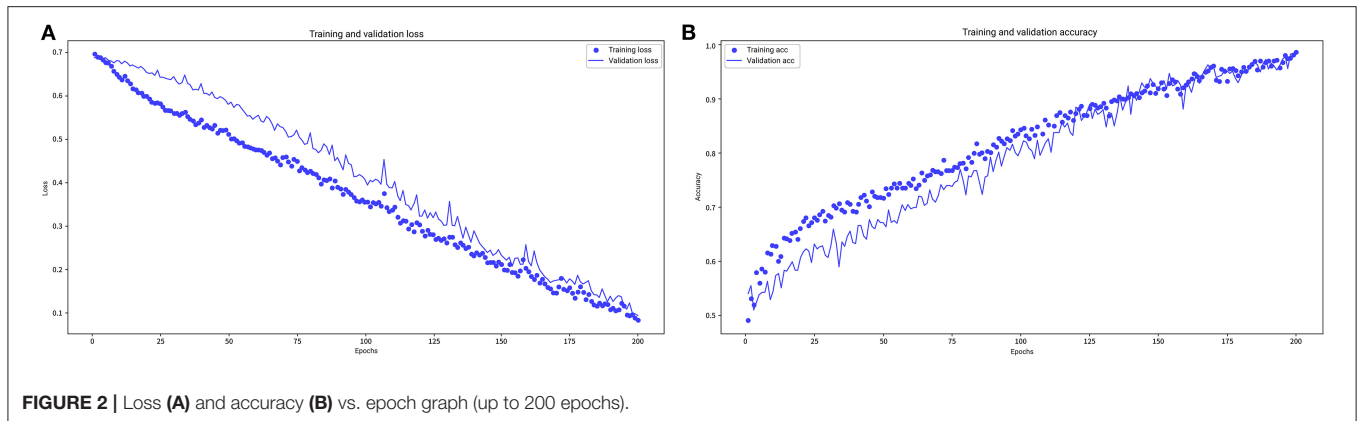 A
Training and validation loss
0.7
0.6
0.5
0.4
0.3
0.2
0.1
Loss
Training loss
Validation loss
0
25
50
75
100
125
150
175
200
Epochs
B
Training and validation accuracy
1.0
0.9
0.8
0.7
0.6
0.5
Accuracy
Training acc
Validation acc
0
25
50
75
100
125
150
175
200
Epochs
FIGURE 2 | Loss (A) and accuracy (B) vs. epoch graph (up to 200 epochs).